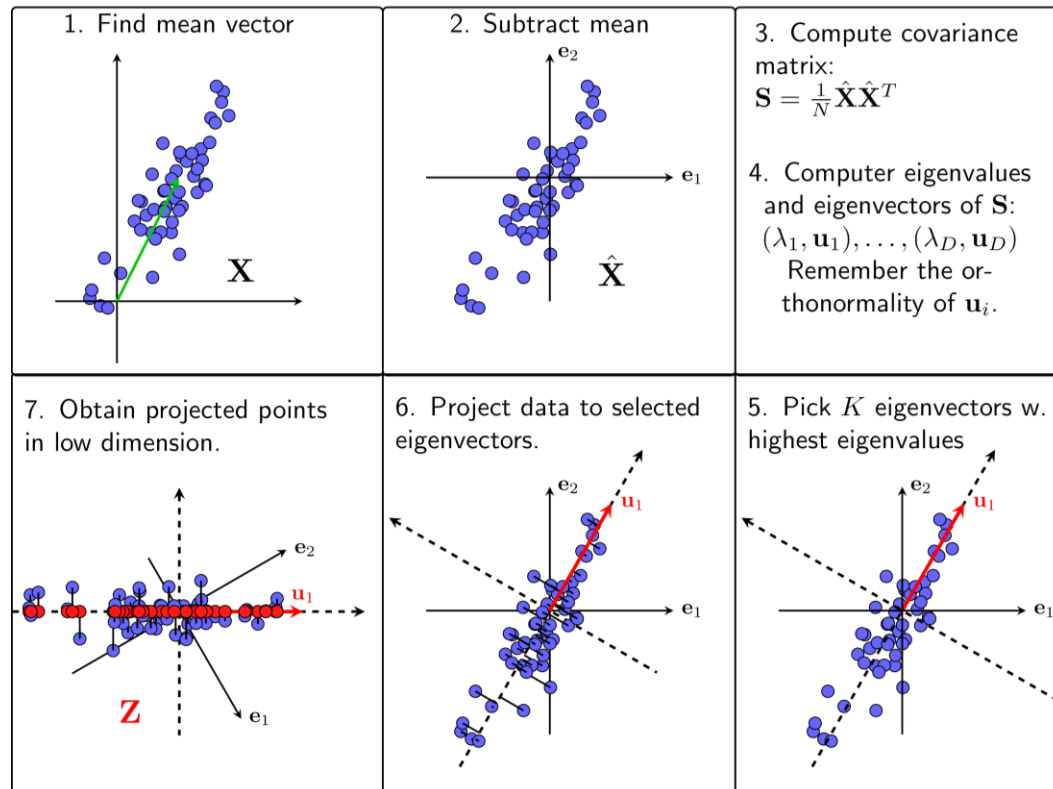 1. Find mean vector
X
2. Subtract mean
e₂
e₁
X̂
3. Compute covariance
matrix:
S = 1/N X̂X̂ᵀ
4. Computer eigenvalues
and eigenvectors of S:
(λ₁, u₁), . . . , (λ_D, u_D)
Remember the or-
thonormality of uᵢ.
7. Obtain projected points
in low dimension.
e₂
u₁
Z
e₁
6. Project data to selected
eigenvectors.
e₂
u₁
e₁
5. Pick K eigenvectors w.
highest eigenvalues
e₂
u₁
e₁